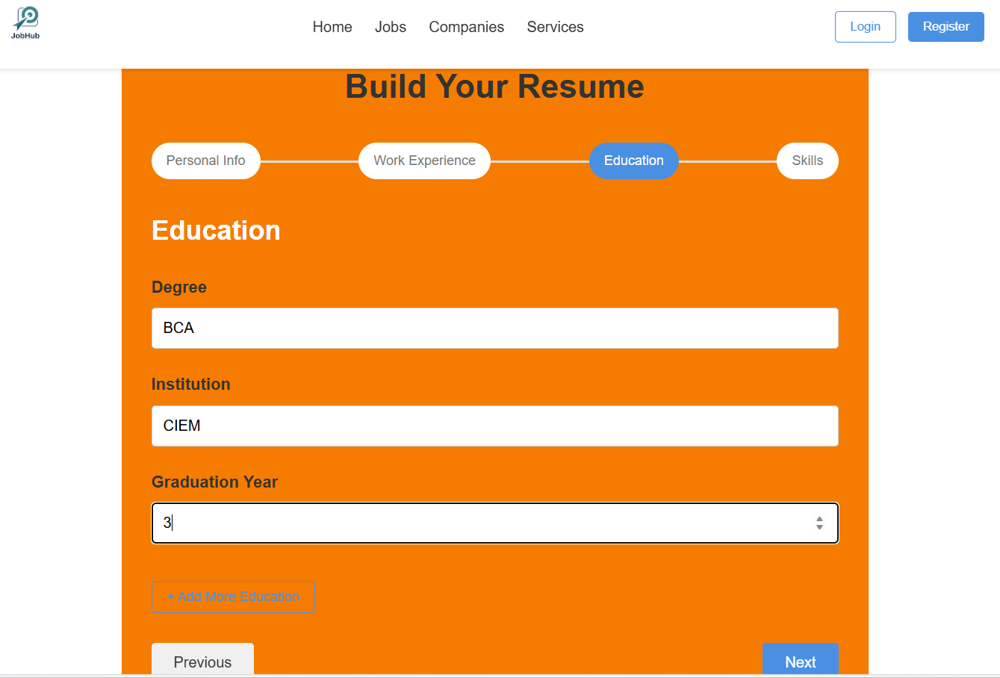 JobHub
Home Jobs Companies Services
Login Register
Build Your Resume
Personal Info Work Experience Education Skills
Education
Degree
BCA
Institution
CIEM
Graduation Year
3
+ Add More Education
Previous Next